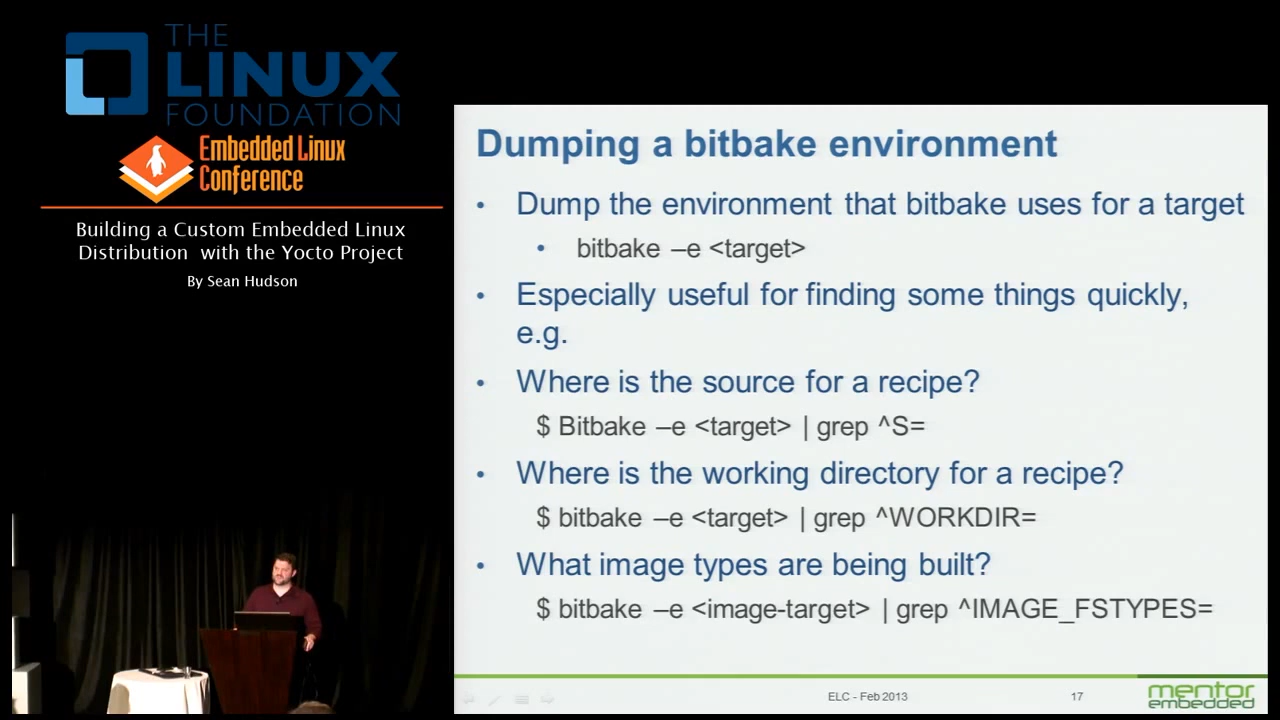 THE
LINUX
FOUNDATION
Embedded Linux
Conference
Building a Custom Embedded Linux
Distribution with the Yocto Project
By Sean Hudson
Dumping a bitbake environment
• Dump the environment that bitbake uses for a target
• bitbake –e <target>
• Especially useful for finding some things quickly,
e.g.
• Where is the source for a recipe?
$ Bitbake –e <target> | grep ^S=
• Where is the working directory for a recipe?
$ bitbake –e <target> | grep ^WORKDIR=
• What image types are being built?
$ bitbake –e <image-target> | grep ^IMAGE_FSTYPES=
ELC - Feb 2013
17
mentor
embedded